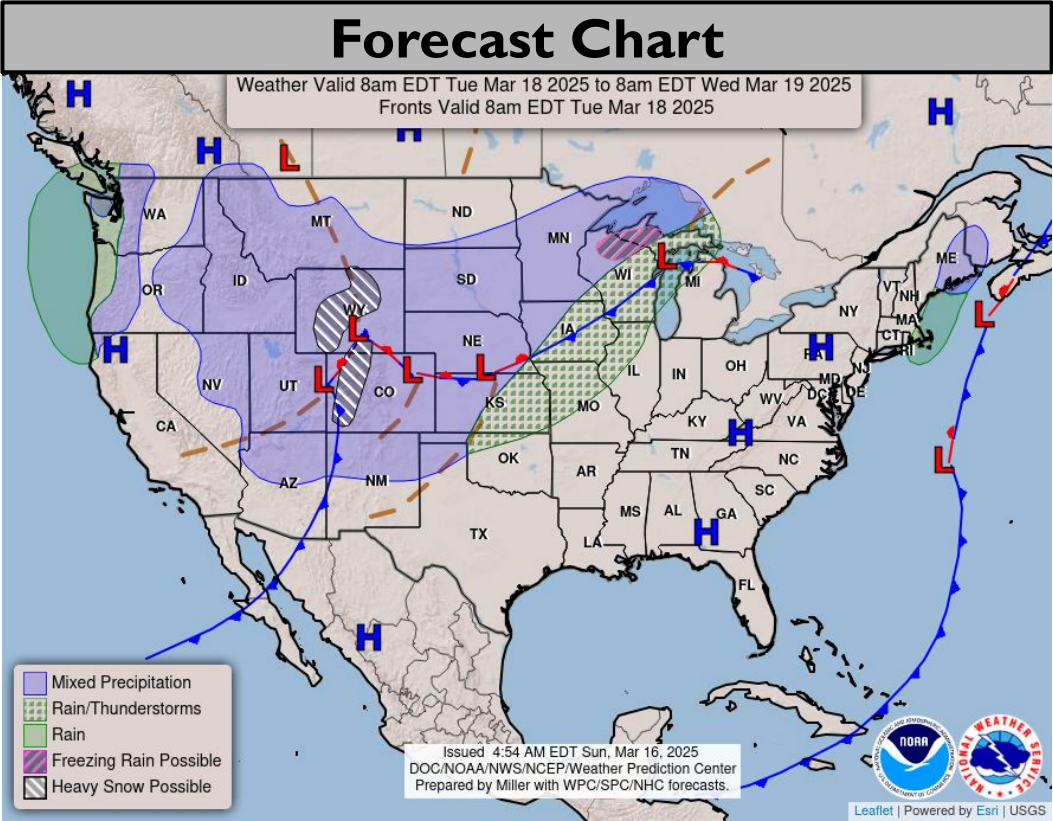 Forecast Chart
Weather Valid 8am EDT Tue Mar 18 2025 to 8am EDT Wed Mar 19 2025
Fronts Valid 8am EDT Tue Mar 18 2025
H
H
H
H
L
WA
MT
ND
MN
ME
OR
ID
SD
WI
L
MI
VT
NH
WY
L
NY
MA
L
IA
CT
RI
H
NE
H
PA
NV
UT
L
L
L
CO
IL
IN
OH
NJ
MD
DE
DC
KS
MO
WV
CA
KY
VA
H
OK
TN
NC
L
AZ
NM
AR
SC
MS
AL
GA
TX
LA
H
FL
H
Mixed Precipitation
Rain/Thunderstorms
Rain
Freezing Rain Possible
Heavy Snow Possible
Issued 4:54 AM EDT Sun, Mar 16, 2025
DOC/NOAA/NWS/NCEP/Weather Prediction Center
Prepared by Miller with WPC/SPC/NHC forecasts.
NOAA
NATIONAL WEATHER SERVICE
Leaflet | Powered by Esri | USGS